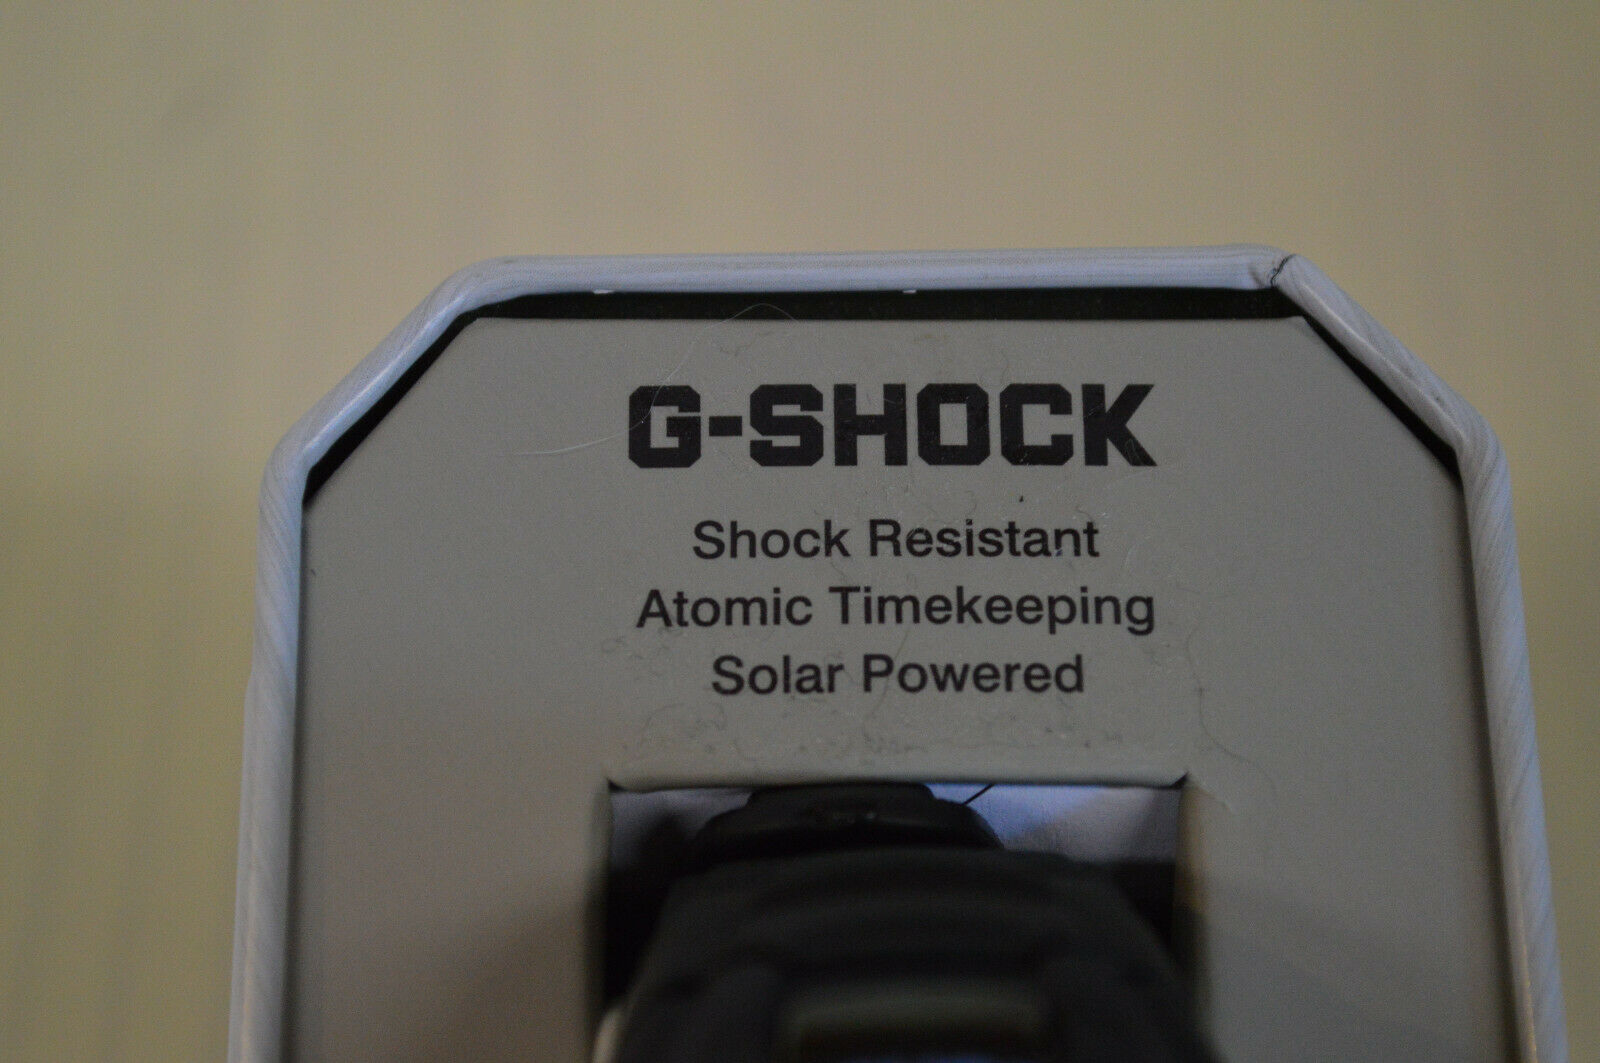 G-SHOCK
Shock Resistant
Atomic Timekeeping
Solar Powered